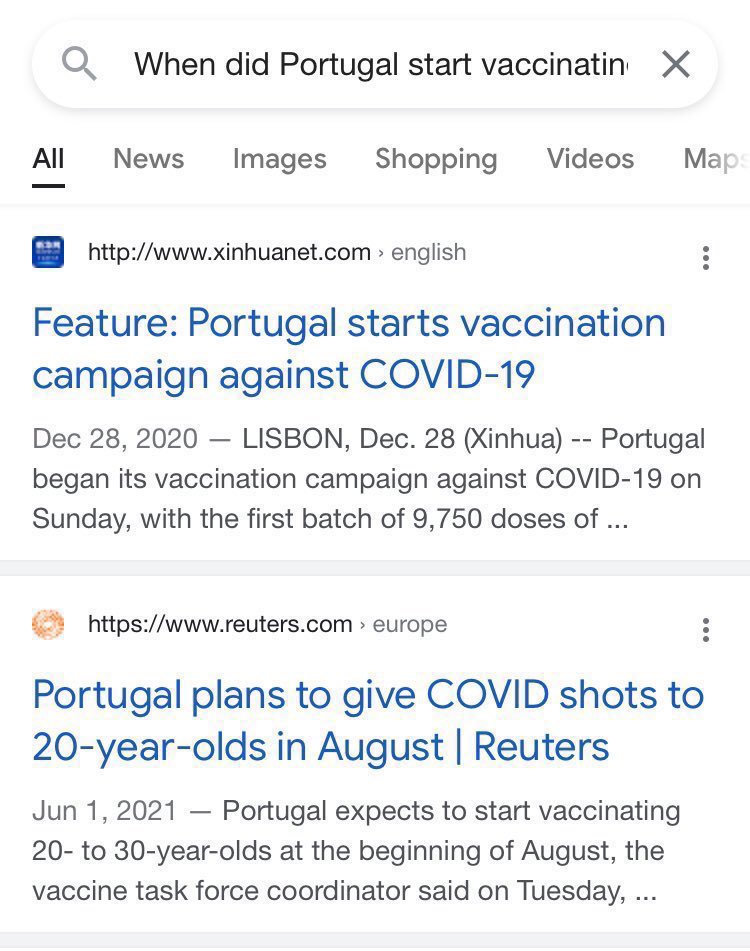 When did Portugal start vaccinatin
All News Images Shopping Videos Maps
http://www.xinhuanet.com › english
Feature: Portugal starts vaccination
campaign against COVID-19
Dec 28, 2020 — LISBON, Dec. 28 (Xinhua) -- Portugal
began its vaccination campaign against COVID-19 on
Sunday, with the first batch of 9,750 doses of ...
https://www.reuters.com › europe
Portugal plans to give COVID shots to
20-year-olds in August | Reuters
Jun 1, 2021 — Portugal expects to start vaccinating
20- to 30-year-olds at the beginning of August, the
vaccine task force coordinator said on Tuesday, ...